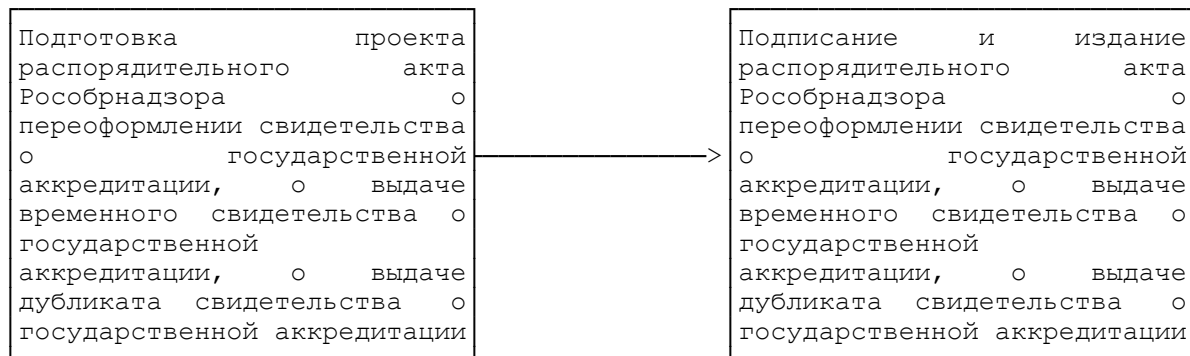 Подготовка проекта
распорядительного акта
Рособрнадзора о
переоформлении свидетельства
о государственной
аккредитации, о выдаче
временного свидетельства о
государственной
аккредитации, о выдаче
дубликата свидетельства о
государственной аккредитации
Подписание и издание
распорядительного акта
Рособрнадзора о
переоформлении свидетельства
о государственной
аккредитации, о выдаче
временного свидетельства о
государственной
аккредитации, о выдаче
дубликата свидетельства о
государственной аккредитации